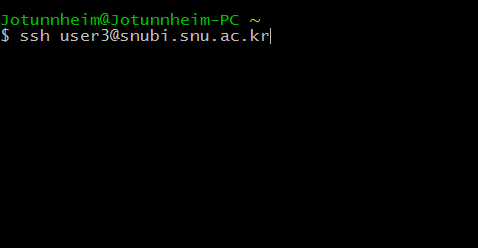 Jotunnheim@Jotunnheim-PC ~
$ ssh user3@snubi.snu.ac.kr